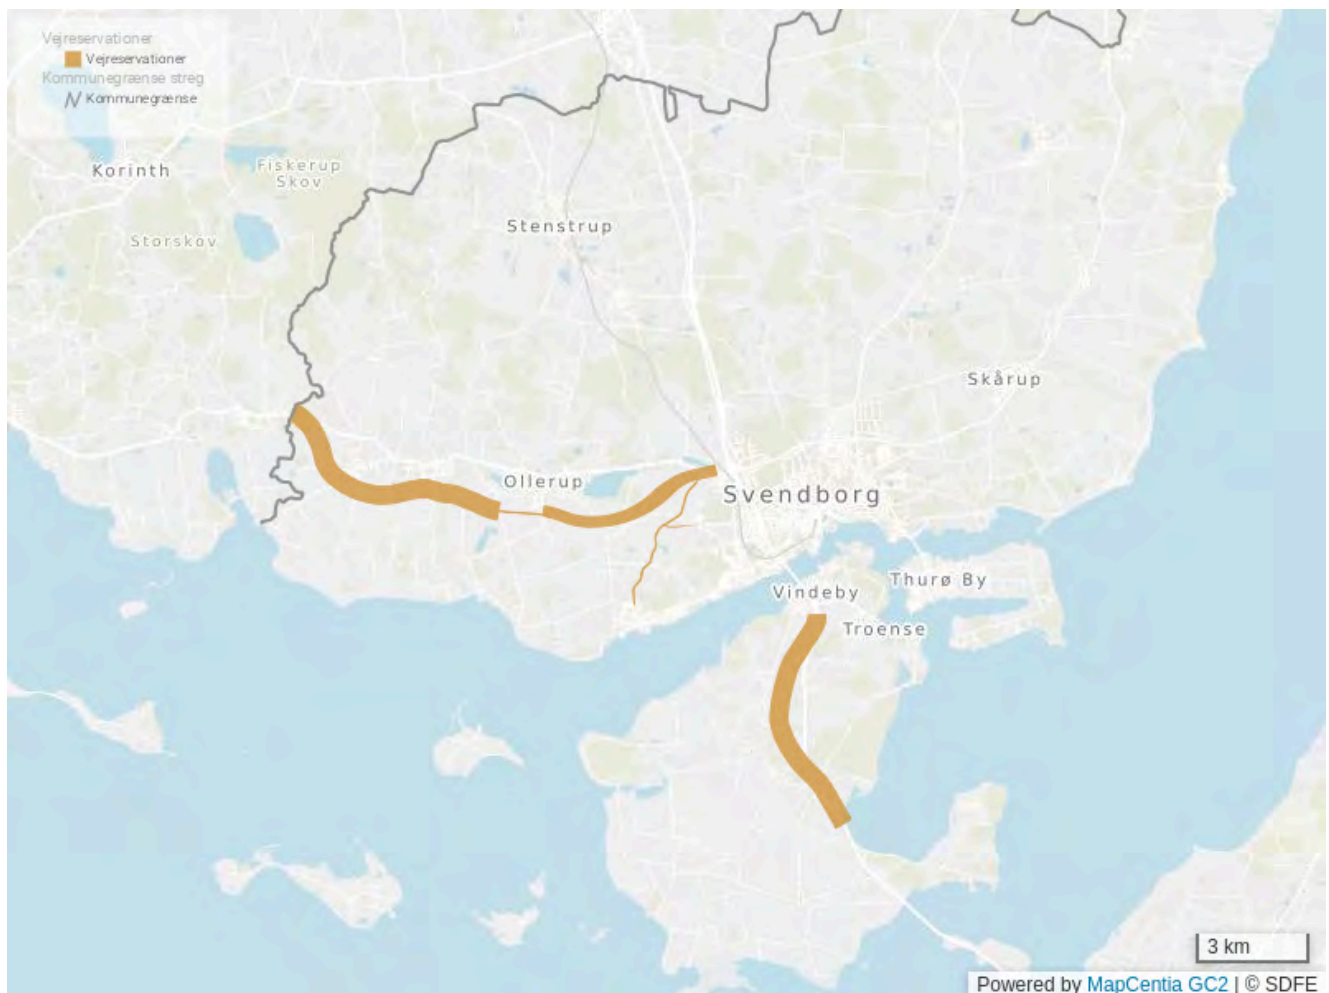 Vejreservationer
Vejreservationer
Kommunegrænse streg
Kommunegrænse
Korinth
Fiskerup
Skov
Storskov
Stenstrup
Skårup
Ollerup
Svendborg
Thurø By
Vindeby
Troense
3 km
Powered by MapCentia GC2 | © SDFE